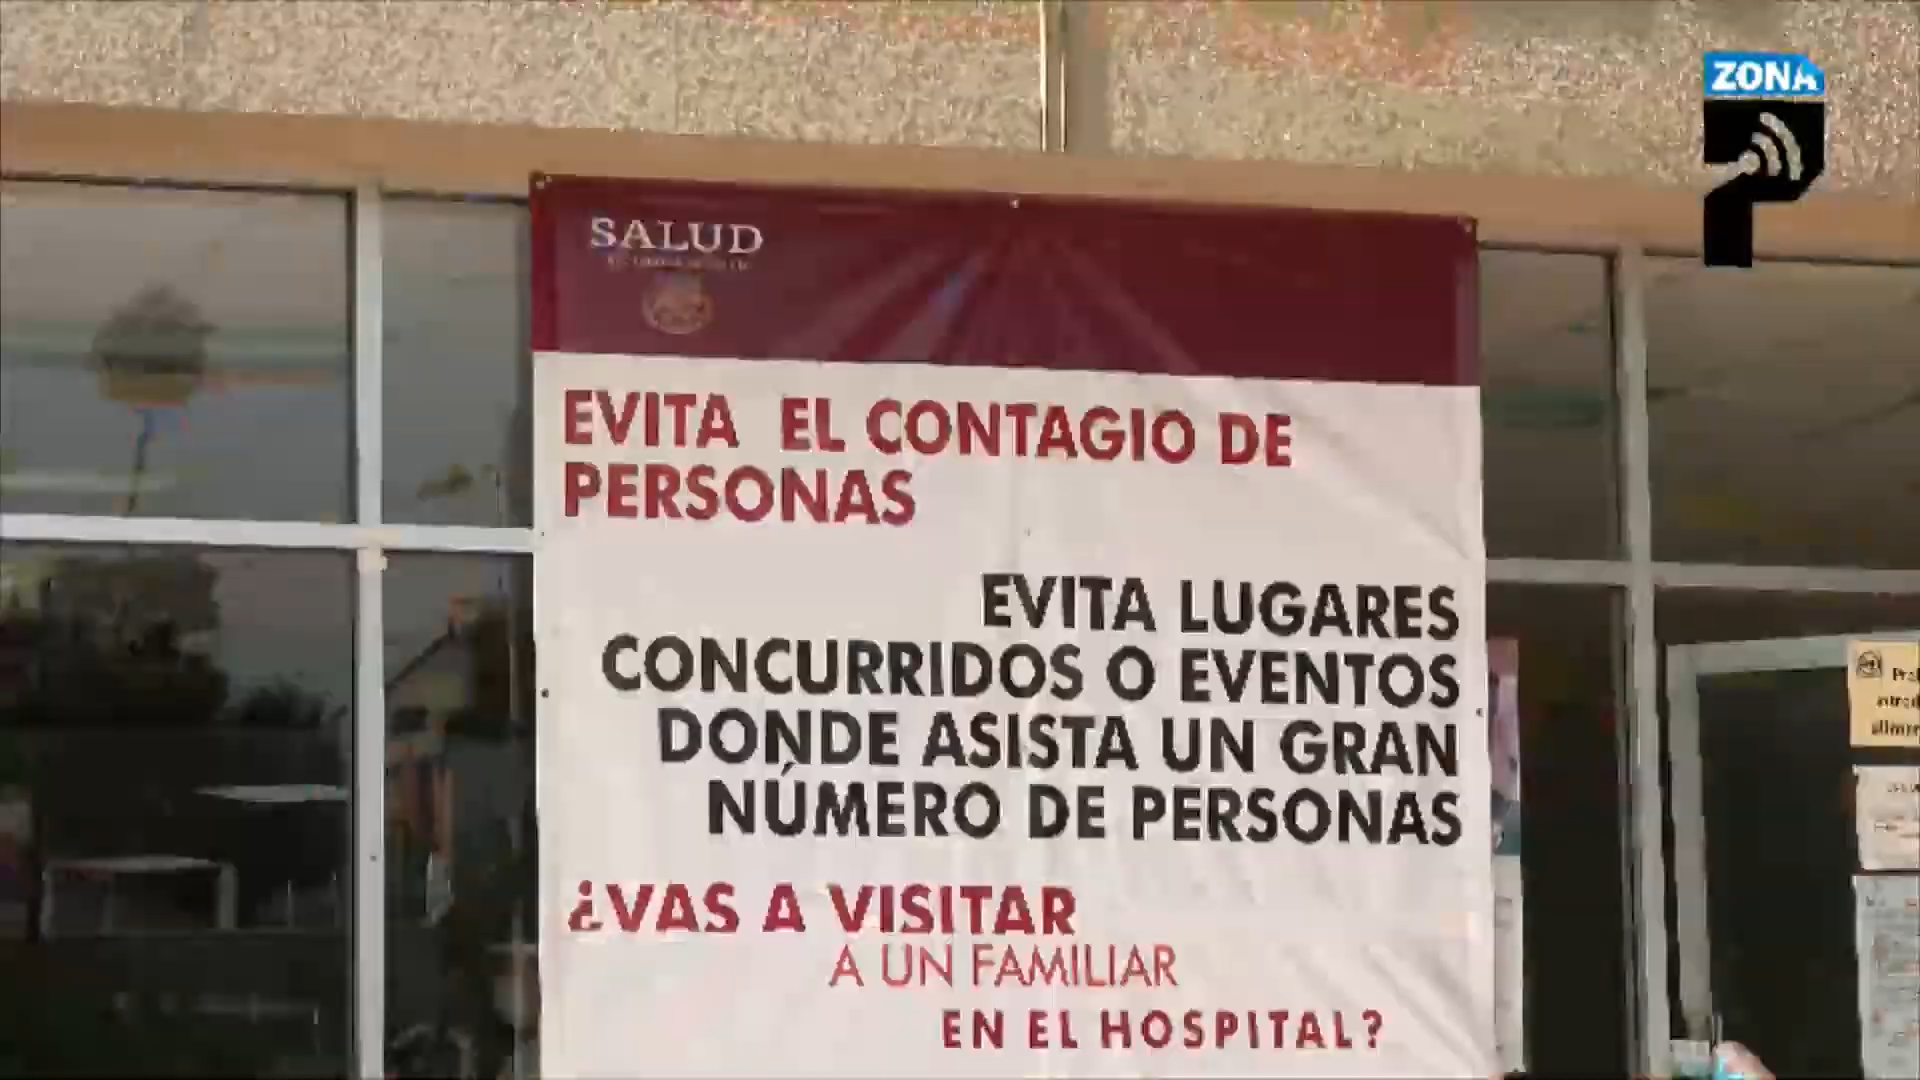 ZONA
SALUD
EVITA EL CONTAGIO DE
PERSONAS
EVITA LUGARES
CONCURRIDOS O EVENTOS
DONDE ASISTA UN GRAN
NÚMERO DE PERSONAS
¿VAS A VISITAR
A UN FAMILIAR
EN EL HOSPITAL?